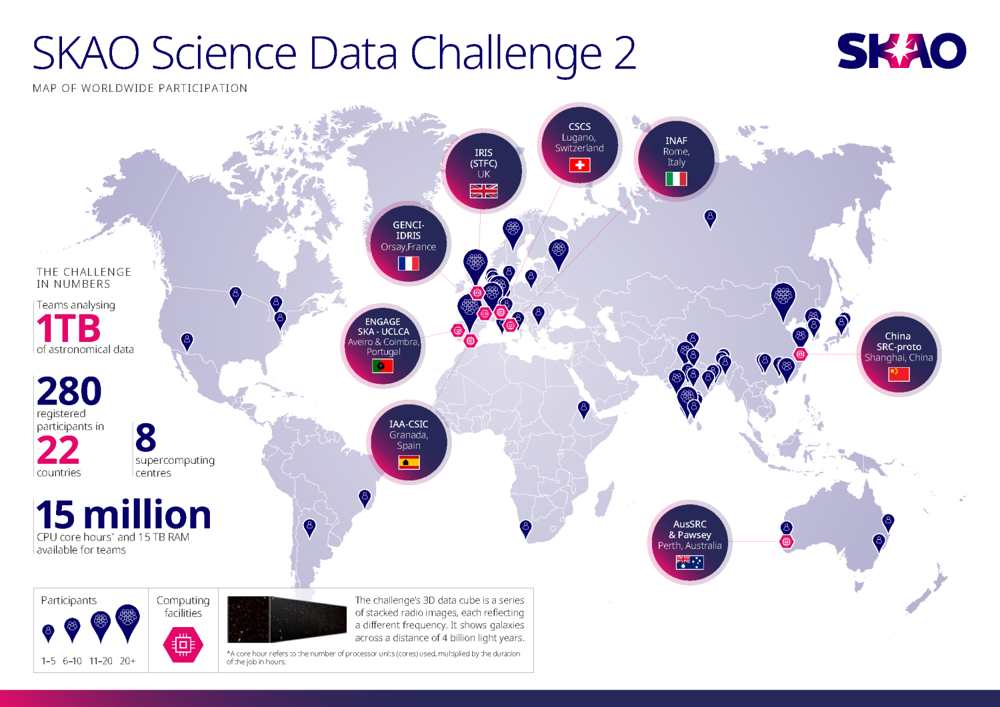 SKAO Science Data Challenge 2
SKAO
MAP OF WORLDWIDE PARTICIPATION
CSCS
Lugano,
Switzerland
INAF
Rome,
Italy
IRIS
(STFC)
UK
GENCI-
IDRIS
Orsay,France
THE CHALLENGE
IN NUMBERS
Teams analysing
1TB
of astronomical data
ENGAGE
SKA - UCLCA
Aveiro & Coimbra,
Portugal
China
SRC-proto
Shanghai, China
280
registered
participants in
22
countries
8
supercomputing
centres
IAA-CSIC
Granada,
Spain
15 million
CPU core hours* and 15 TB RAM
available for teams
AusSRC
& Pawsey
Perth, Australia
Participants
1–5 6–10 11–20 20+
Computing
facilities
The challenge's 3D data cube is a series
of stacked radio images, each reflecting
a different frequency. It shows galaxies
across a distance of 4 billion light years.
*A core hour refers to the number of processor units (cores) used, multiplied by the duration
of the job in hours.